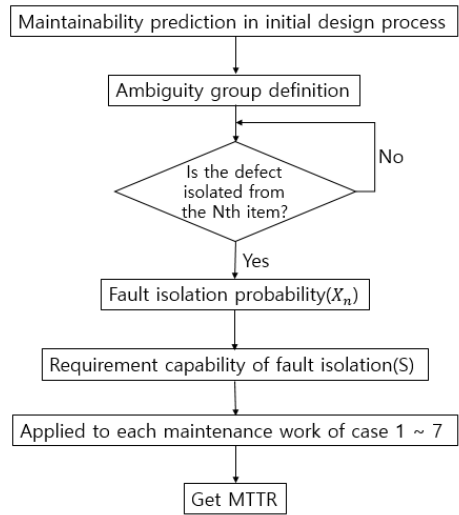 Maintainability prediction in initial design process
Ambiguity group definition
No
Is the defect
isolated from
the Nth item?
Yes
Fault isolation probability(Xₙ)
Requirement capability of fault isolation(S)
Applied to each maintenance work of case 1 ~ 7
Get MTTR